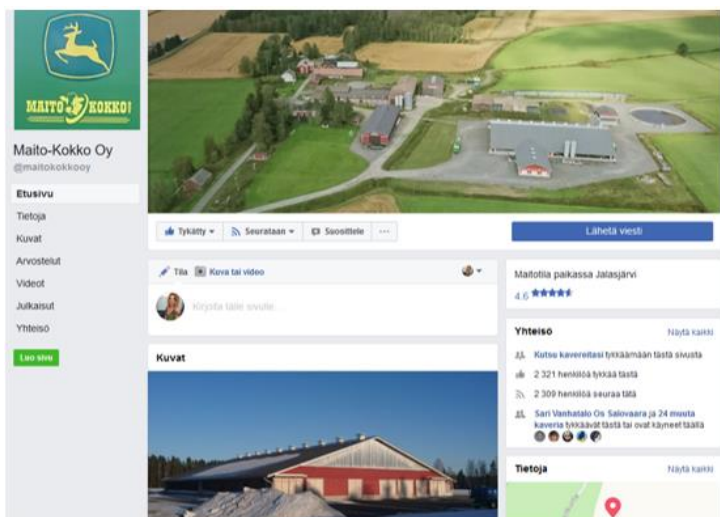 MAITO KOKKO!
Maito-Kokko Oy
@maitokokkooy
Etusivu
Tietoja
Kuvat
Arvostelut
Videot
Julkaisut
Yhteisö
Luo sivu
Tykätty
Seurataan
Suosittele
Lähetä viesti
Tila
Kuva tai video
Kirjoita tälle sivulle...
Kuvat
Maitotila paikassa Jalasjärvi
4.6
Yhteisö
Näytä kaikki
Kutsu kavereitasi tykkäämään tästä sivusta
2 321 henkilöä tykkää tästä
2 309 henkilöä seuraa tätä
Sari Vanhatalo Os Salovaara ja 24 muuta
kaveria tykkäävät tästä tai ovat käyneet täällä
Tietoja
Näytä kaikki